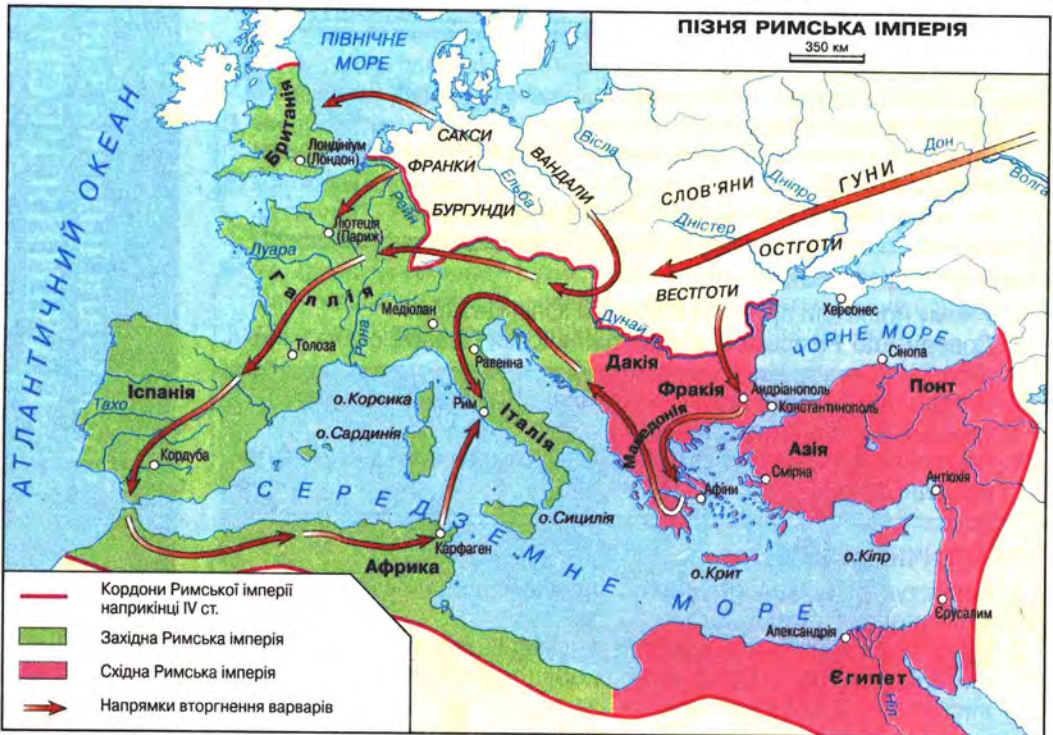 ПІЗНЯ РИМСЬКА ІМПЕРІЯ
350 км
ПІВНІЧНЕ
МОРЕ
АТЛАНТИЧНИЙ ОКЕАН
Британія
Лондініум
(Лондон)
САКСИ
ФРАНКИ
БУРГУНДИ
ВАНДАЛИ
Вісла
Ельба
Рейн
СЛОВ'ЯНИ
Дніпро
Дон
Волга
ГУНИ
Дністер
ОСТГОТИ
ВЕСТГОТИ
Лютеція
(Париж)
Луара
Галлія
Медіолан
Рона
Толоза
Равенна
Дунай
Херсонес
ЧОРНЕ МОРЕ
Сінопа
Дакія
Фракія
Андріанополь
Константинополь
Понт
Іспанія
Тахо
Кордуба
о.Корсика
Рим
о.Сардинія
Італія
Македонія
Азія
Смірна
Афіни
Антіохія
СЕРЕДЗЕМНЕ МОРЕ
о.Сицилія
Карфаген
Африка
о.Крит
о.Кіпр
Єрусалим
Александрія
Єгипет
Ніл
Кордони Римської імперії
наприкінці IV ст.
Західна Римська імперія
Східна Римська імперія
Напрямки вторгнення варварів